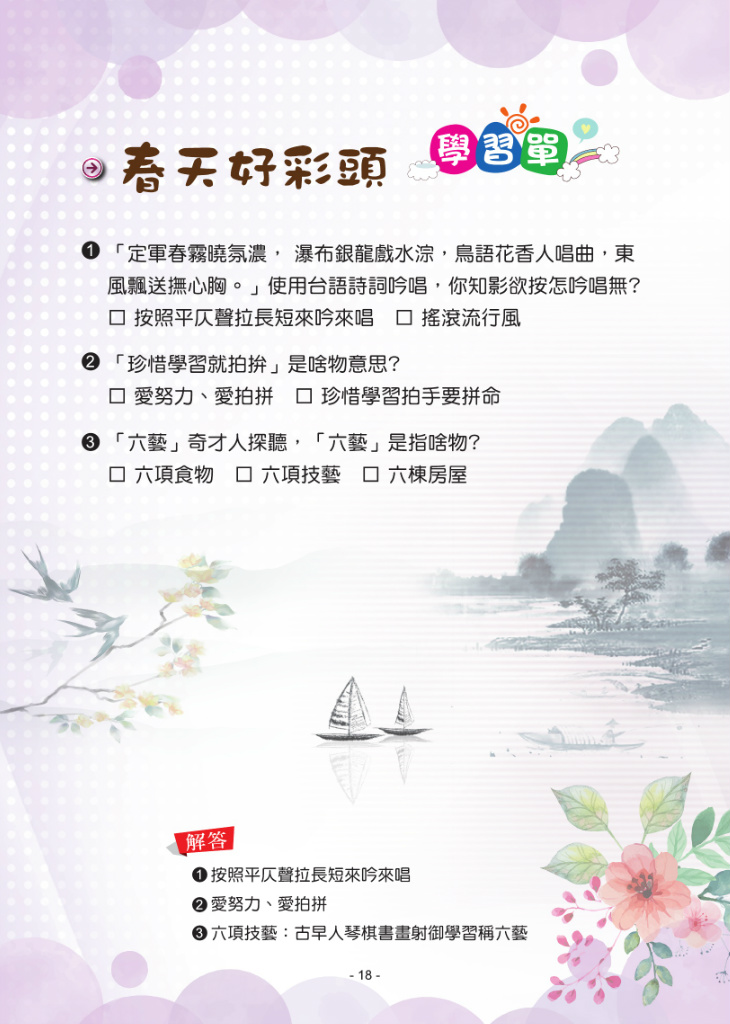 春天好彩頭 學習單
❶「定軍春霧曉氛濃， 瀑布銀龍戲水淙，鳥語花香人唱曲，東
風飄送撫心胸。」使用台語詩詞吟唱，你知影欲按怎吟唱無?
□ 按照平仄聲拉長短來吟來唱 □ 搖滾流行風
❷「珍惜學習就拍拚」是啥物意思?
□ 愛努力、愛拍拼 □ 珍惜學習拍手要拼命
❸「六藝」奇才人探聽，「六藝」是指啥物?
□ 六項食物 □ 六項技藝 □ 六棟房屋
解答
❶按照平仄聲拉長短來吟來唱
❷愛努力、愛拍拼
❸六項技藝：古早人琴棋書畫射御學習稱六藝
- 18 -